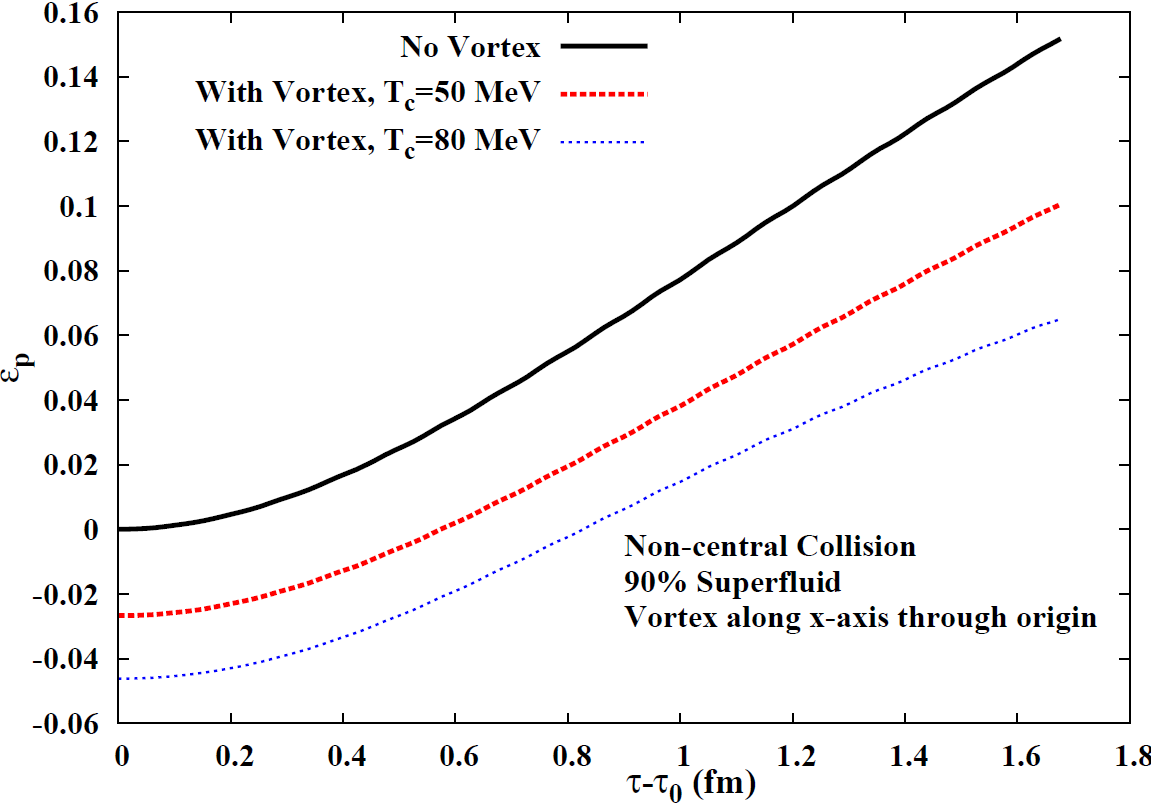 0.16
0.14
0.12
0.1
0.08
0.06
0.04
0.02
0
-0.02
-0.04
-0.06
εp
No Vortex
With Vortex, Tc=50 MeV
With Vortex, Tc=80 MeV
Non-central Collision
90% Superfluid
Vortex along x-axis through origin
0 0.2 0.4 0.6 0.8 1 1.2 1.4 1.6 1.8
τ-τ0 (fm)